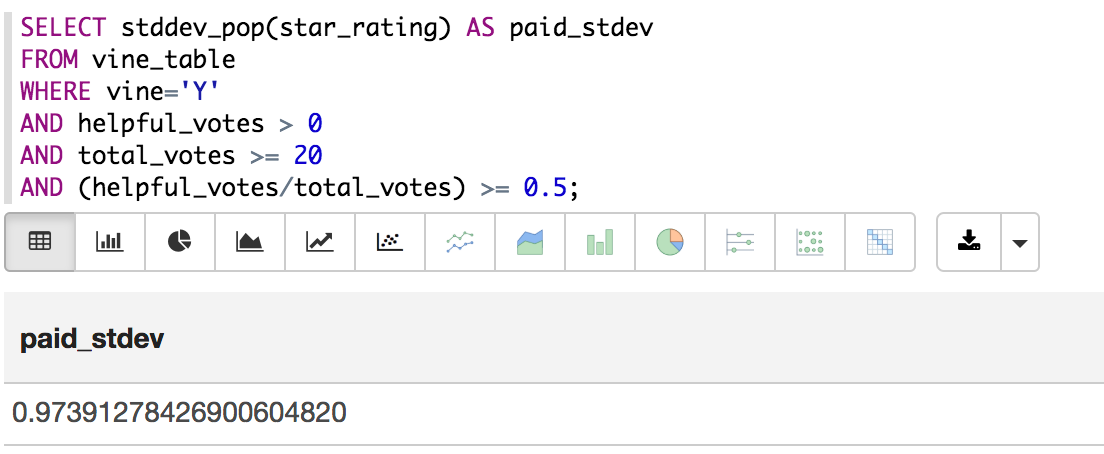 SELECT stddev_pop(star_rating) AS paid_stdev
FROM vine_table
WHERE vine='Y'
AND helpful_votes > 0
AND total_votes >= 20
AND (helpful_votes/total_votes) >= 0.5;
paid_stdev
0.97391278426900604820